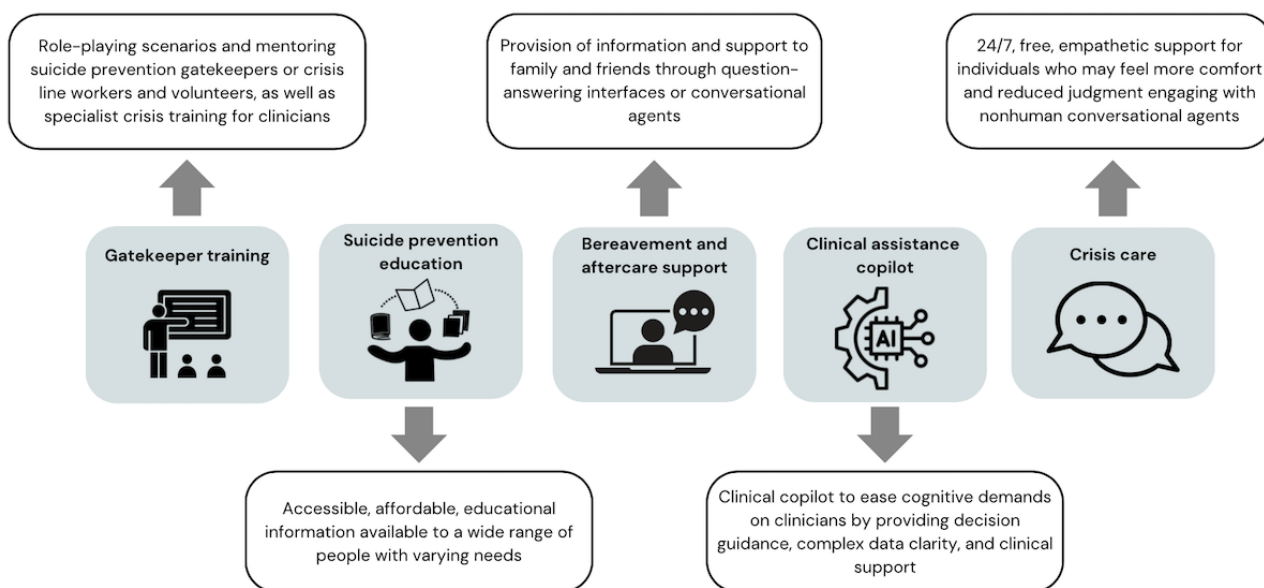 Role-playing scenarios and mentoring
suicide prevention gatekeepers or crisis
line workers and volunteers, as well as
specialist crisis training for clinicians
Provision of information and support to
family and friends through question-
answering interfaces or conversational
agents
24/7, free, empathetic support for
individuals who may feel more comfort
and reduced judgment engaging with
nonhuman conversational agents
Gatekeeper training
Suicide prevention
education
Bereavement and
aftercare support
Clinical assistance
copilot
AI
Crisis care
Accessible, affordable, educational
information available to a wide range of
people with varying needs
Clinical copilot to ease cognitive demands
on clinicians by providing decision
guidance, complex data clarity, and clinical
support